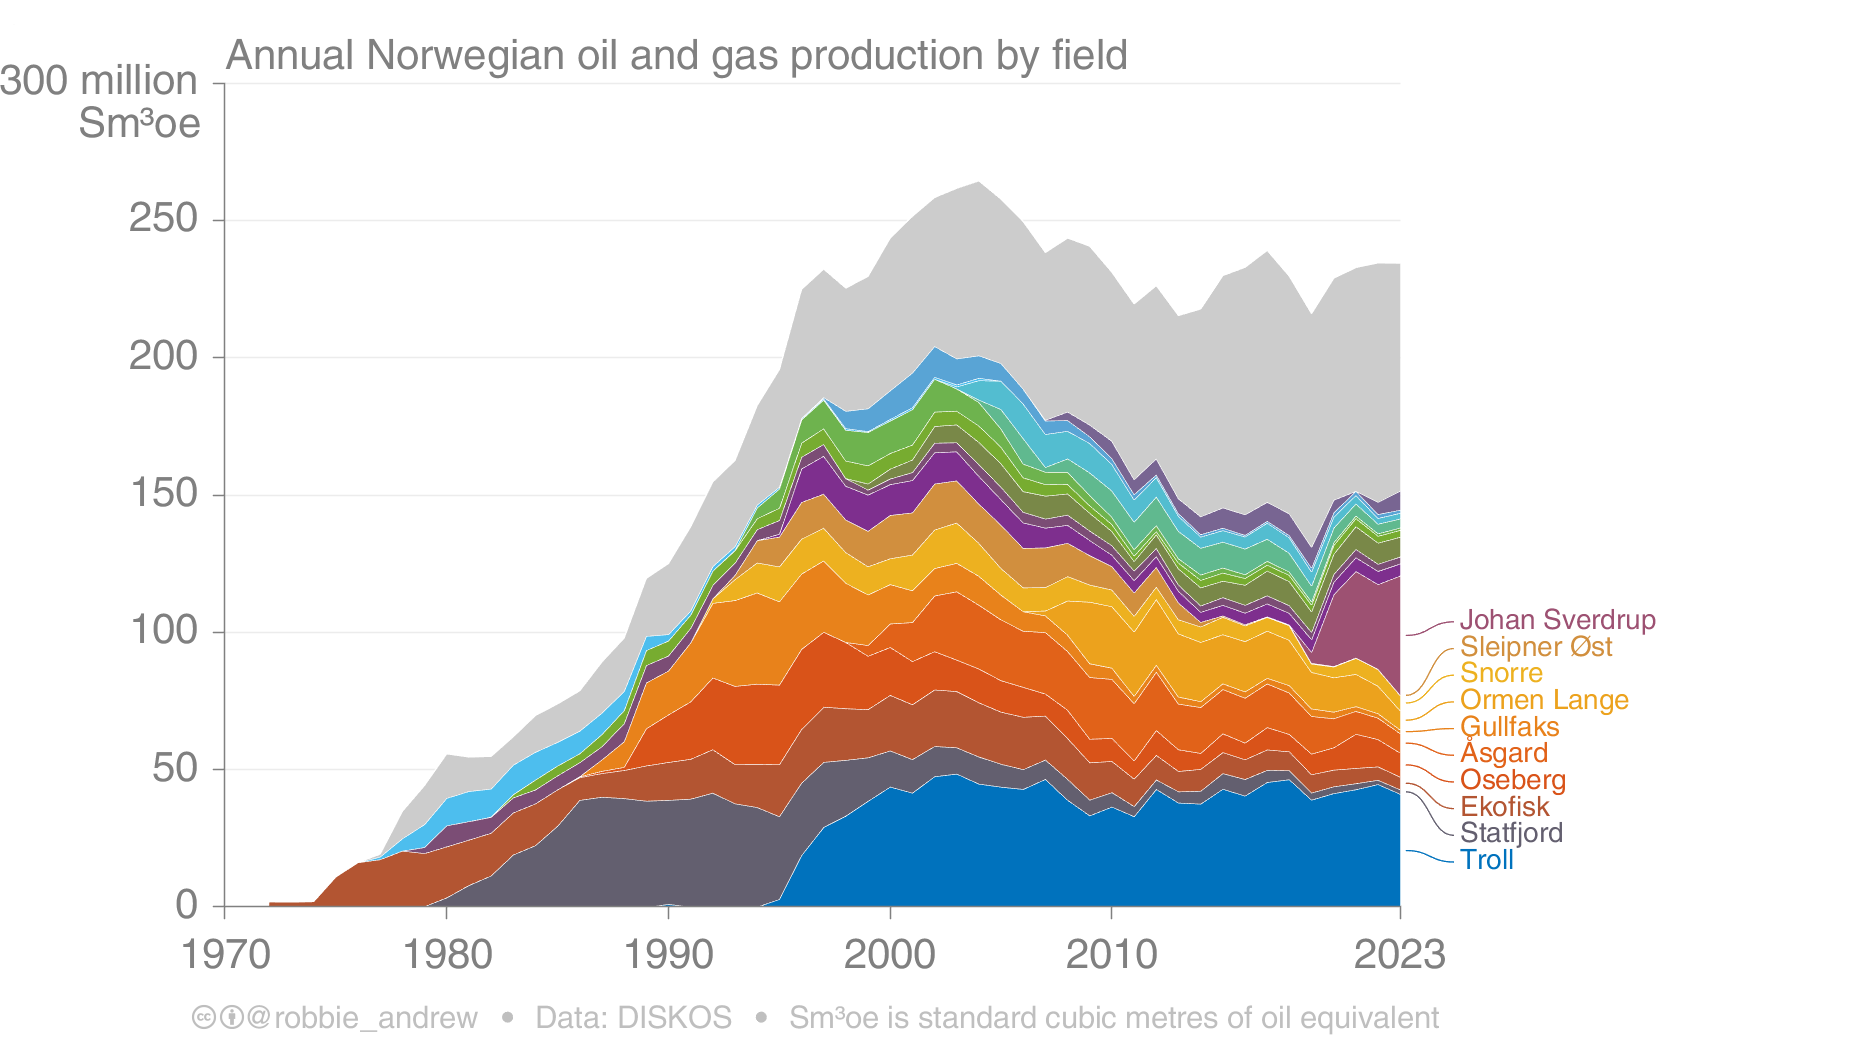 Annual Norwegian oil and gas production by field
300 million
Sm³oe
250
200
150
100
50
0
1970 1980 1990 2000 2010 2023
Johan Sverdrup
Sleipner Øst
Snorre
Ormen Lange
Gullfaks
Åsgard
Oseberg
Ekofisk
Statfjord
Troll
cc @robbie_andrew • Data: DISKOS • Sm³oe is standard cubic metres of oil equivalent